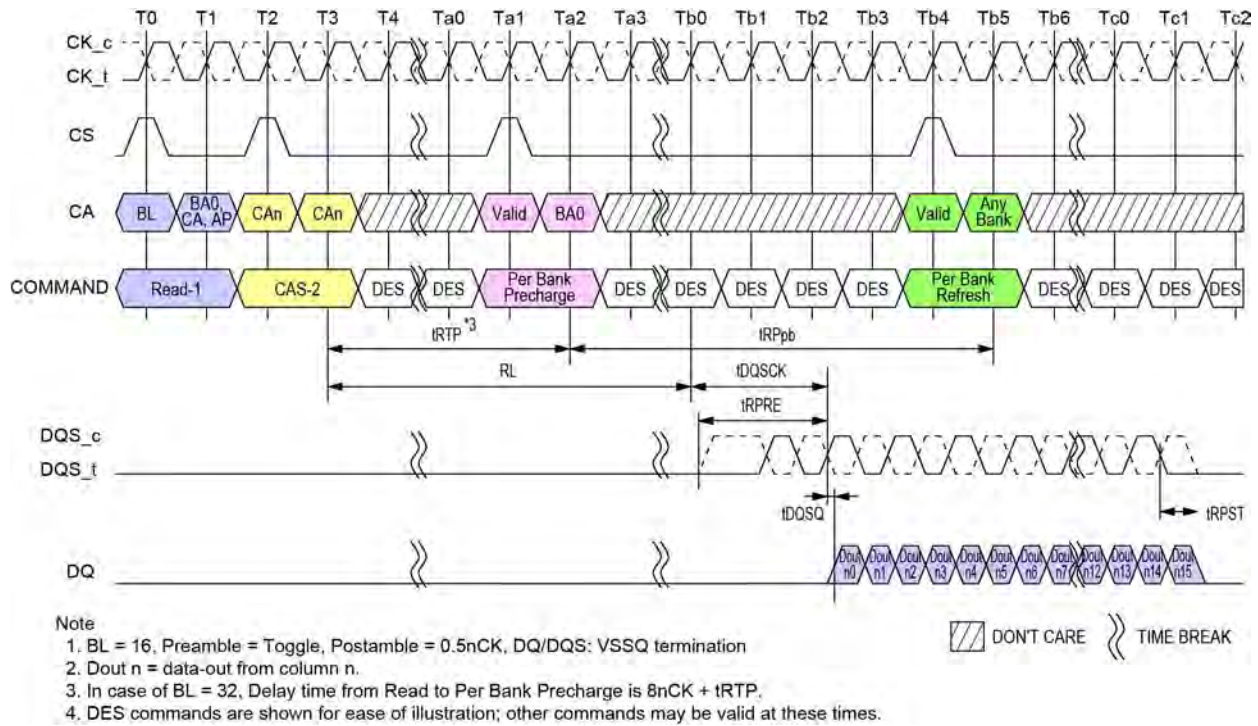 T0 T1 T2 T3 T4 Ta0 Ta1 Ta2 Ta3 Tb0 Tb1 Tb2 Tb3 Tb4 Tb5 Tb6 Tc0 Tc1 Tc2
CK_c
CK_t
CS
CA BL BA0, CA, AP CAn CAn Valid BA0 Valid Any Bank
COMMAND Read-1 CAS-2 DES DES Per Bank Precharge DES DES DES DES DES Per Bank Refresh DES DES DES DES
tRTP *3 tRPpb
RL tDQSCK
tRPRE
DQS_c
DQS_t
tDQSQ tRPST
DQ Dout n0 Dout n1 Dout n2 Dout n3 Dout n4 Dout n5 Dout n6 Dout n7 Dout n12 Dout n13 Dout n14 Dout n15
Note
1. BL = 16, Preamble = Toggle, Postamble = 0.5nCK, DQ/DQS: VSSQ termination
2. Dout n = data-out from column n.
3. In case of BL = 32, Delay time from Read to Per Bank Precharge is 8nCK + tRTP.
4. DES commands are shown for ease of illustration; other commands may be valid at these times.
DON'T CARE TIME BREAK